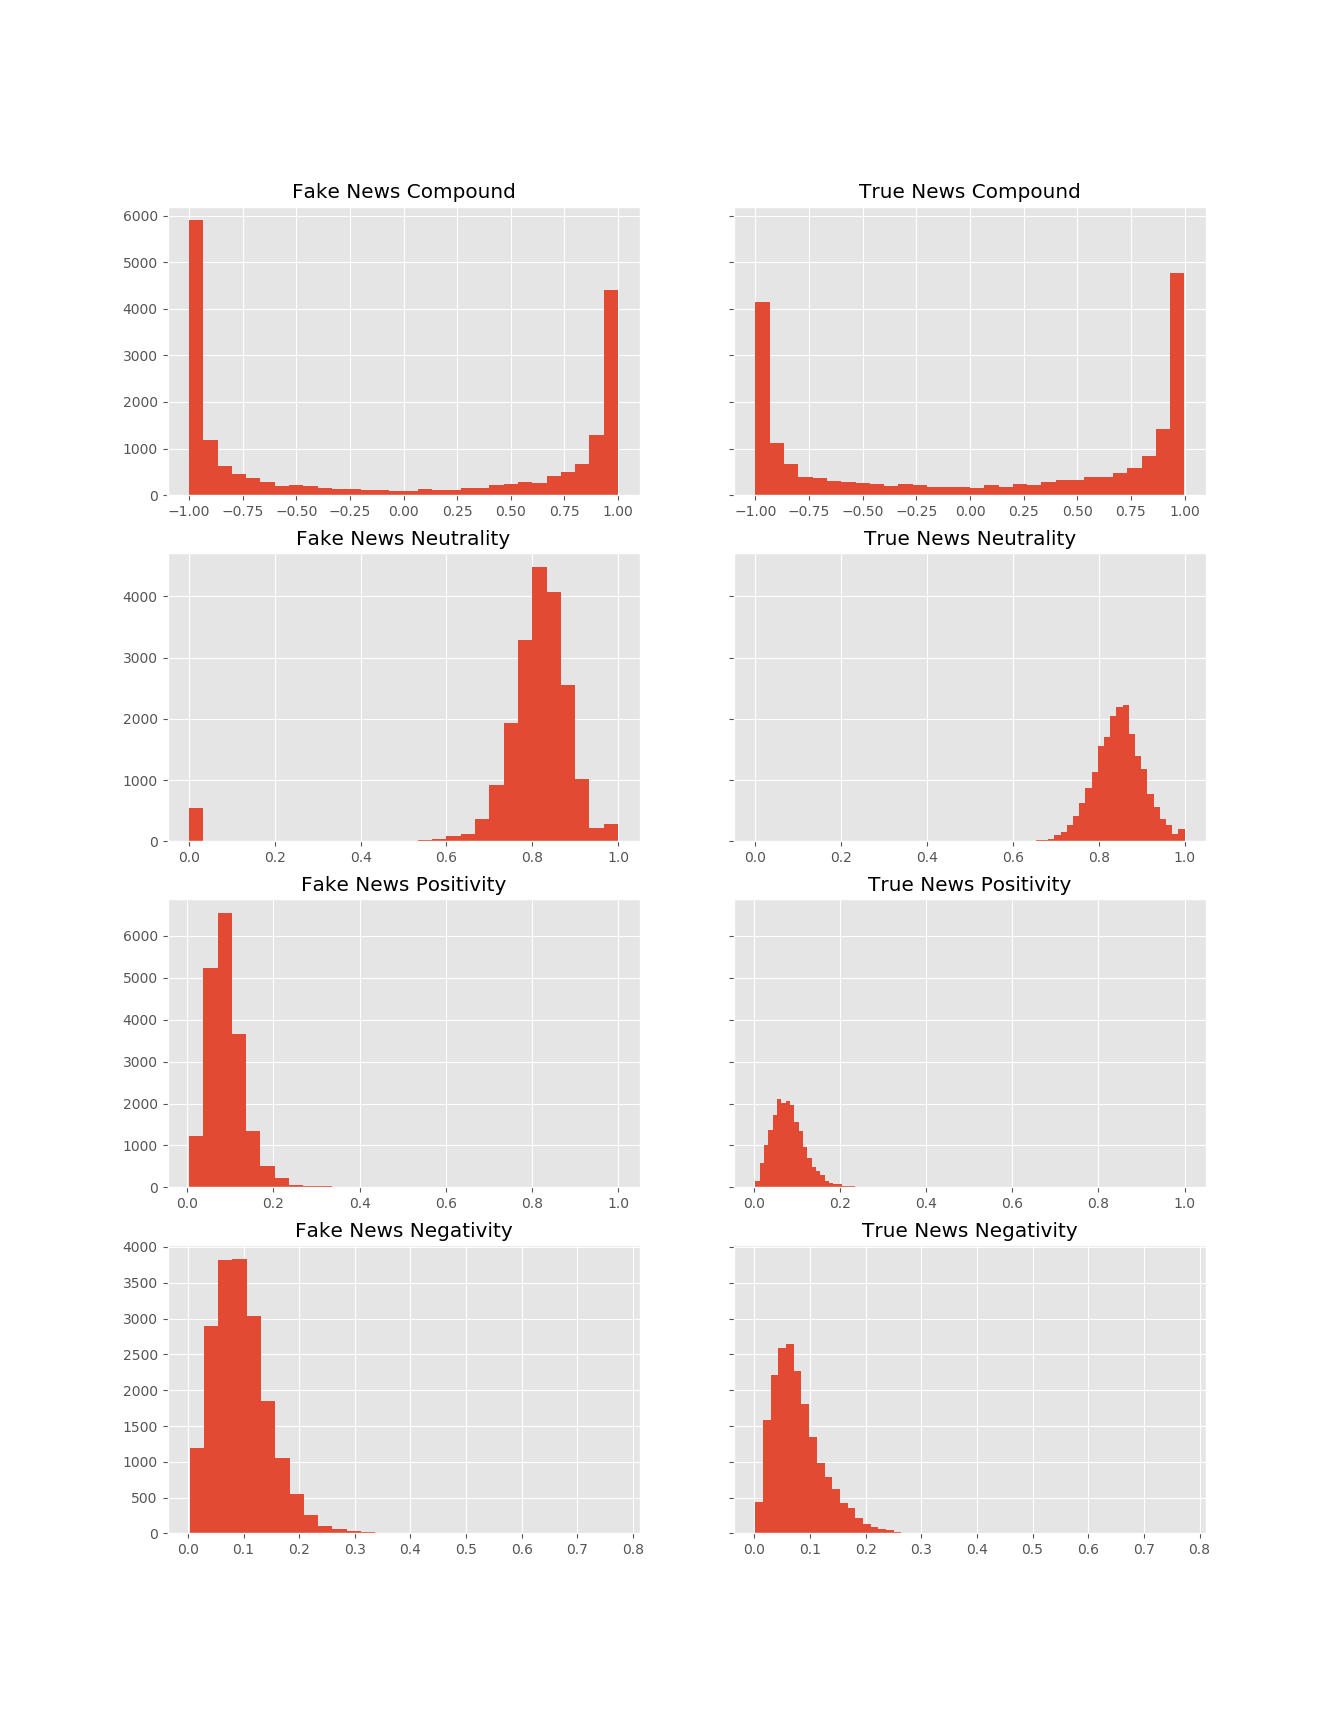 Fake News Compound
True News Compound
6000
5000
4000
3000
2000
1000
0
−1.00 −0.75 −0.50 −0.25 0.00 0.25 0.50 0.75 1.00
−1.00 −0.75 −0.50 −0.25 0.00 0.25 0.50 0.75 1.00
Fake News Neutrality
True News Neutrality
4000
3000
2000
1000
0
0.0 0.2 0.4 0.6 0.8 1.0
0.0 0.2 0.4 0.6 0.8 1.0
Fake News Positivity
True News Positivity
6000
5000
4000
3000
2000
1000
0
0.0 0.2 0.4 0.6 0.8 1.0
0.0 0.2 0.4 0.6 0.8 1.0
Fake News Negativity
True News Negativity
4000
3500
3000
2500
2000
1500
1000
500
0
0.0 0.1 0.2 0.3 0.4 0.5 0.6 0.7 0.8
0.0 0.1 0.2 0.3 0.4 0.5 0.6 0.7 0.8